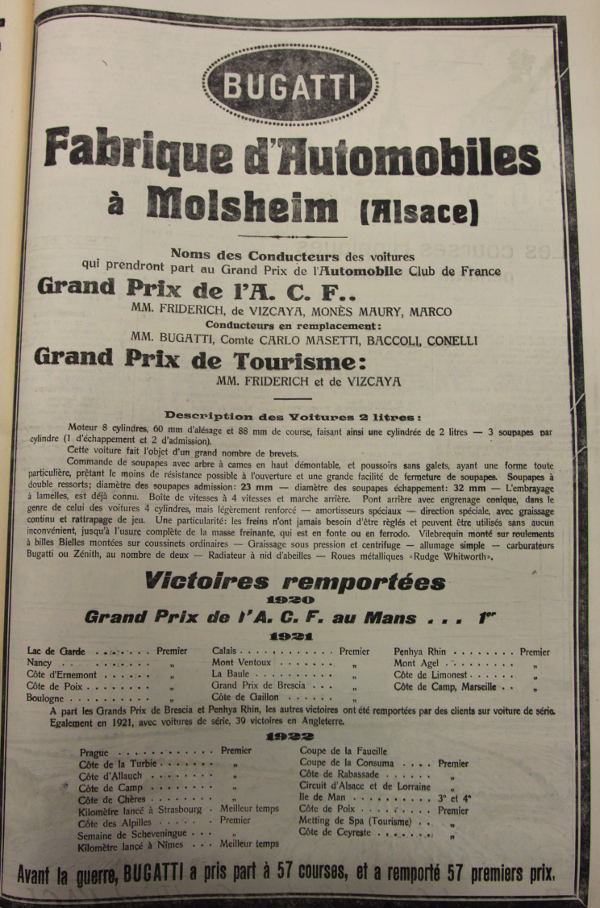 BUGATTI
Fabrique d'Automobiles
à Molsheim (Alsace)
Noms des Conducteurs des voitures
qui prendront part au Grand Prix de l'Automobile Club de France
Grand Prix de l'A. C. F..
MM. FRIDERICH, de VIZCAYA, MONÈS MAURY, MARCO
Conducteurs en remplacement:
MM. BUGATTI, Comte CARLO MASETTI, BACCOLI, CONELLI
Grand Prix de Tourisme:
MM. FRIDERICH et de VIZCAYA
Description des Voitures 2 litres:
Moteur 8 cylindres, 60 mm d'alésage et 88 mm de course, faisant ainsi une cylindrée de 2 litres — 3 soupapes par
cylindre (1 d'échappement et 2 d'admission).
Cette voiture fait l'objet d'un grand nombre de brevets.
Commande de soupapes avec arbre à cames en haut démontable, et poussoirs sans galets, ayant une forme toute
particulière, prêtant le moins de résistance possible à l'ouverture et une grande facilité de fermeture de soupapes. Soupapes à
double ressorts; diamètre des soupapes admission: 23 mm — diamètre des soupapes échappement: 32 mm — L'embrayage
à lamelles, est déjà connu. Boîte de vitesses à 4 vitesses et marche arrière. Pont arrière avec engrenage conique, dans le
genre de celui des voitures 4 cylindres, mais légèrement renforcé — amortisseurs spéciaux — direction spéciale, avec graissage
continu et rattrapage de jeu. Une particularité: les freins n'ont jamais besoin d'être règlés et peuvent être utilisés sans aucun
inconvénient, jusqu'à l'usure complète de la masse freinante, qui est en fonte ou en ferrodo. Vilebrequin monté sur roulements
à billes Bielles montées sur coussinets ordinaires — Graissage sous pression et centrifuge — allumage simple — carburateurs
Bugatti ou Zénith, au nombre de deux — Radiateur à nid d'abeilles — Roues métalliques «Rudge Whitworth».
Victoires remportées
1920
Grand Prix de l'A. C. F. au Mans . . . 1er
1921
Lac de Garde . . . . . . . Premier Calais . . . . . . . . . . . . Premier Penhya Rhin . . . . . . . . Premier
Nancy . . . . . . . . . . . „ Mont Ventoux . . . . . . . „ Mont Agel . . . . . . . . „
Côte d'Ernemont . . . . . . „ La Baule . . . . . . . . . . „ Côte de Limonest . . . . . „
Côte de Poix . . . . . . . „ Grand Prix de Brescia . . . „ Côte de Camp, Marseille . . „
Boulogne . . . . . . . . . „ Côte de Gaillon . . . . . . „
A part les Grands Prix de Brescia et Penhya Rhin, les autres victoires ont été remportées par des clients sur voiture de série.
Egalement en 1921, avec voitures de série, 39 victoires en Angleterre.
1922
Prague . . . . . . . . . . . Premier Coupe de la Faucille
Côte de la Turbie . . . . . . „ Coupe de la Consuma . . . . Premier
Côte d'Allauch . . . . . . . „ Côte de Rabassade . . . . . . „
Côte de Camp . . . . . . . . „ Circuit d'Alsace et de Lorraine „
Côte de Chères . . . . . . . „ Ile de Man . . . . . . . . . . 3e et 4e
Kilomètre lancé à Strasbourg . Meilleur temps Côte de Poix . . . . . . . . Premier
Côte des Alpilles . . . . . Premier Metting de Spa (Tourisme) . . „
Semaine de Scheveningue . . . „ Côte de Ceyreste . . . . . . . „
Kilomètre lancé à Nîmes . . . Meilleur temps
Avant la guerre, BUGATTI a pris part à 57 courses, et a remporté 57 premiers prix.